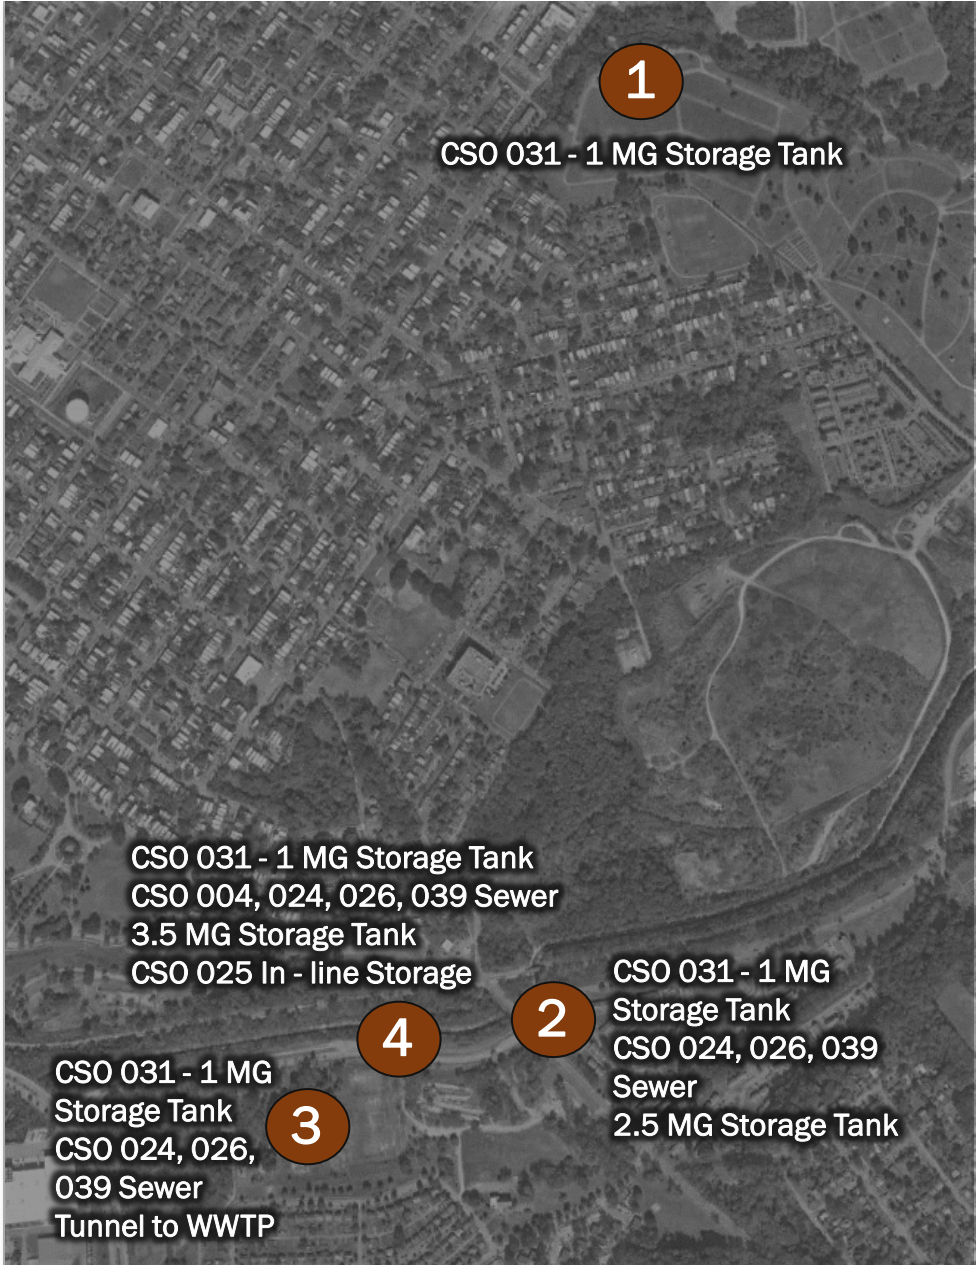 1
CSO 031 - 1 MG Storage Tank
CSO 031 - 1 MG Storage Tank
CSO 004, 024, 026, 039 Sewer
3.5 MG Storage Tank
CSO 025 In - line Storage
4
2
CSO 031 - 1 MG
Storage Tank
CSO 024, 026, 039
Sewer
2.5 MG Storage Tank
CSO 031 - 1 MG
Storage Tank
CSO 024, 026,
039 Sewer
Tunnel to WWTP
3